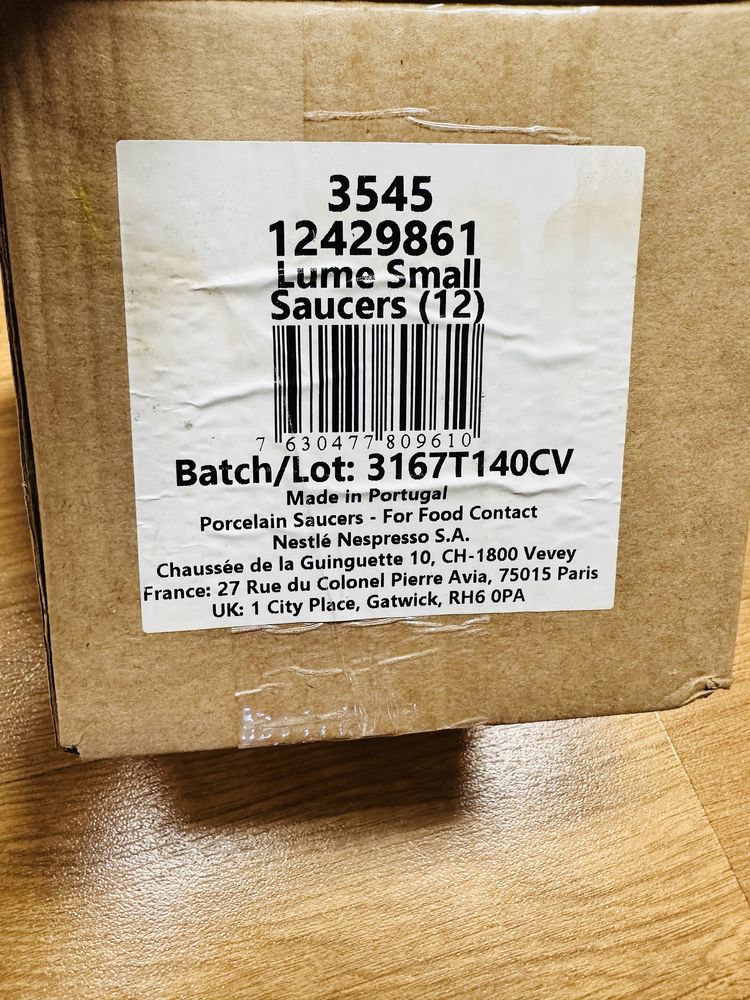 3545
12429861
Lume Small
Saucers (12)
7 630477 809610
Batch/Lot: 3167T140CV
Made in Portugal
Porcelain Saucers - For Food Contact
Nestlé Nespresso S.A.
Chaussée de la Guinguette 10, CH-1800 Vevey
France: 27 Rue du Colonel Pierre Avia, 75015 Paris
UK: 1 City Place, Gatwick, RH6 0PA